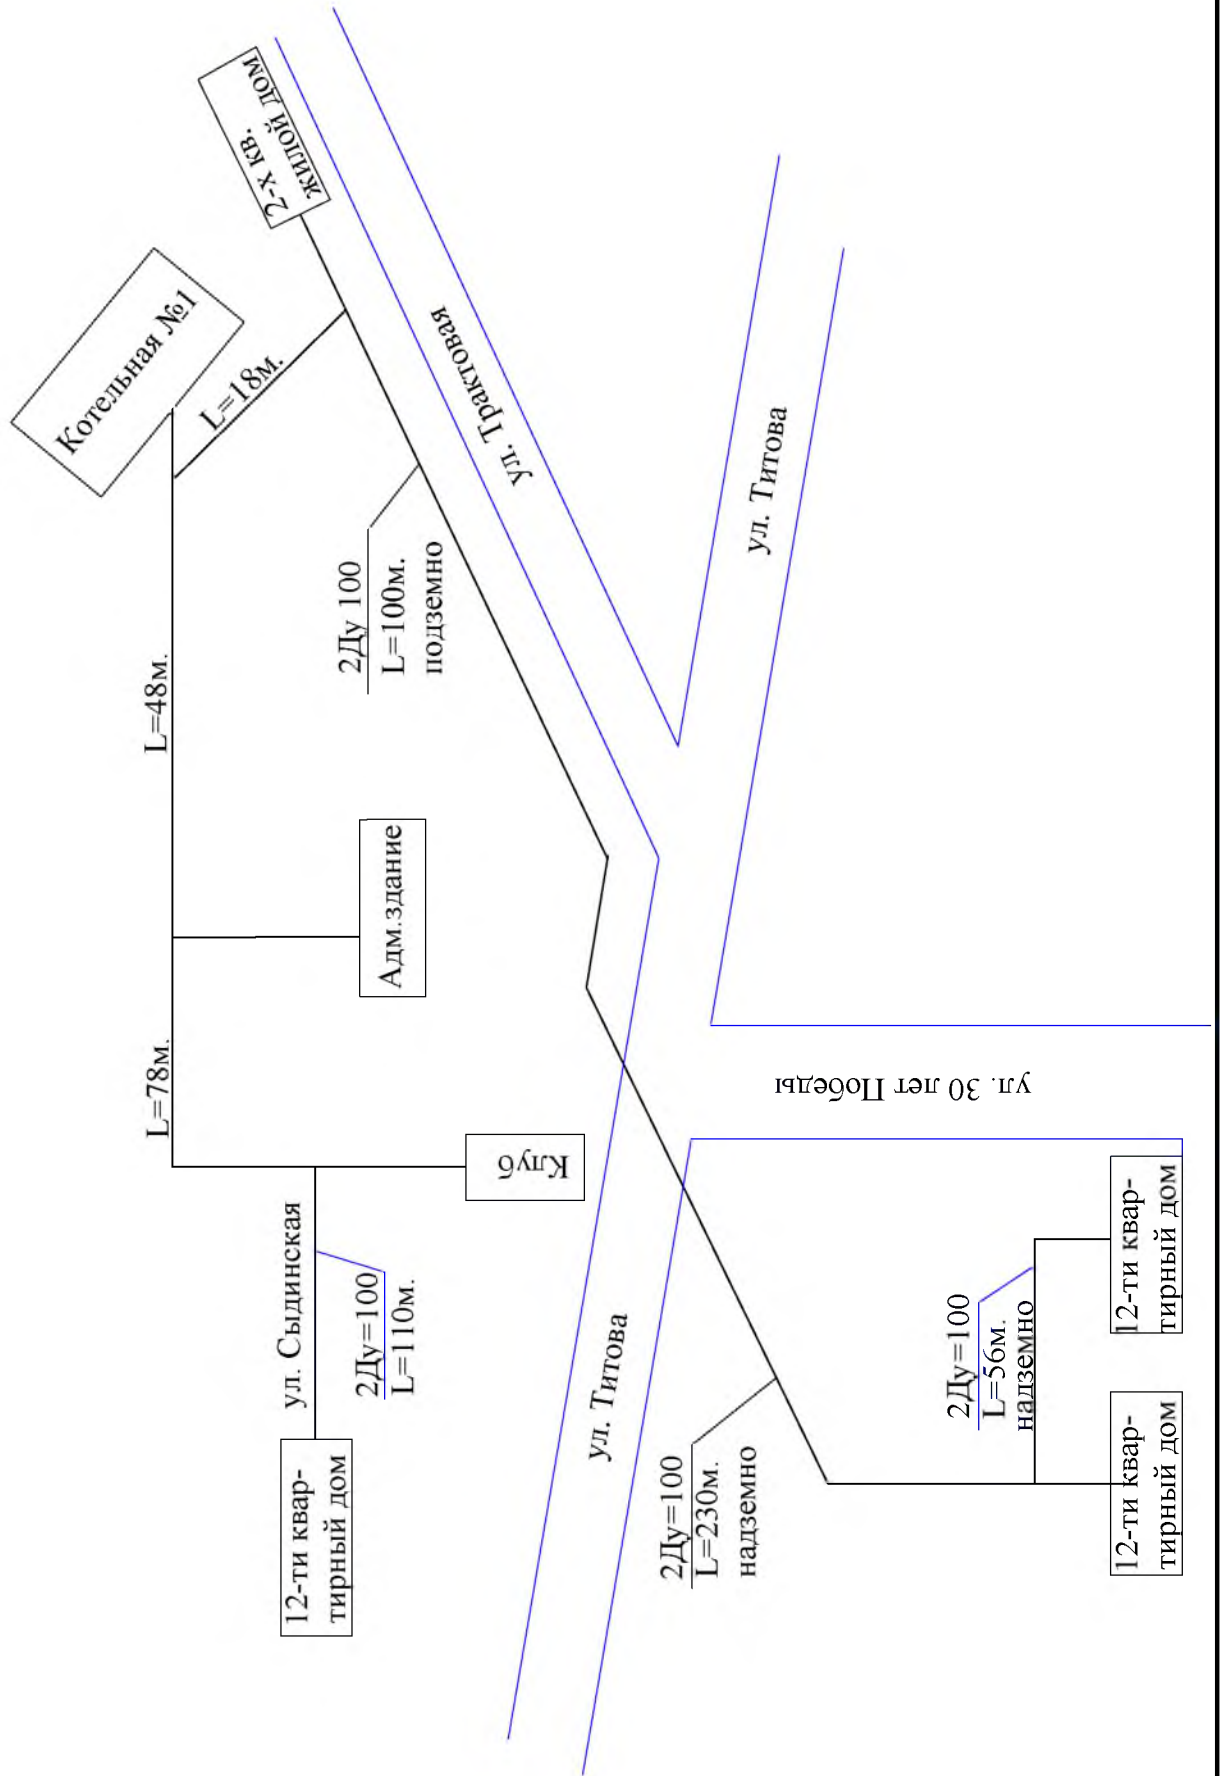 2-х кв.
жилой дом
Котельная №1
L=18м.
ул. Трактовая
L=48м.
2Ду 100
L=100м.
подземно
ул. Титова
Адм.здание
L=78м.
ул. 30 лет Победы
Клуб
ул. Сыдинская
2Ду=100
L=110м.
12-ти квар-
тирный дом
ул. Титова
2Ду=100
L=230м.
надземно
2Ду=100
L=56м.
надземно
12-ти квар-
тирный дом
12-ти квар-
тирный дом